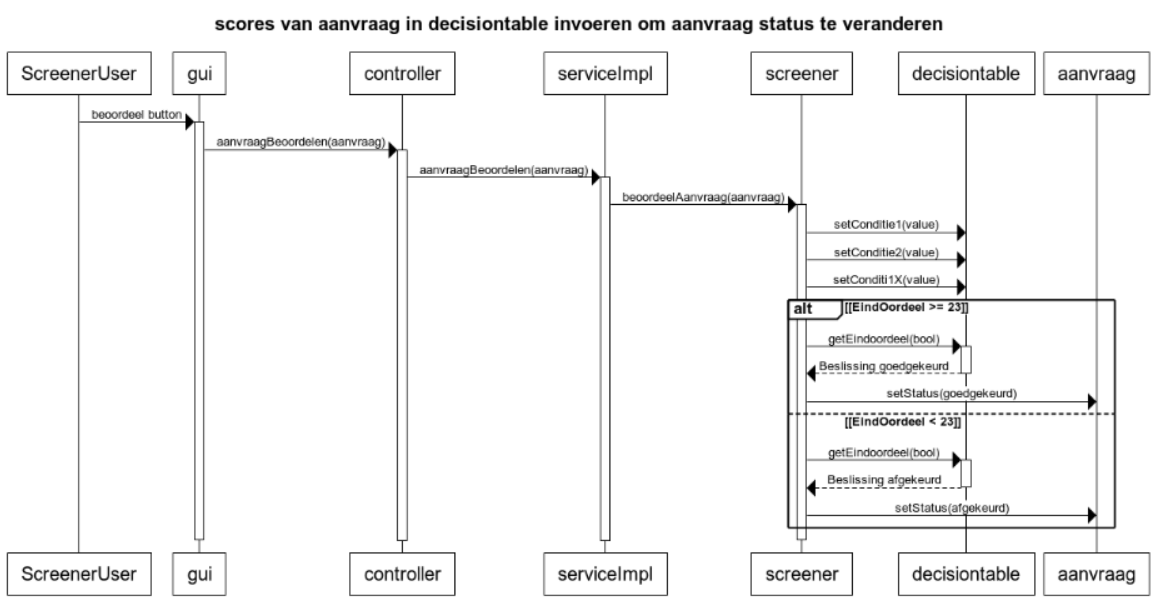 scores van aanvraag in decisiontable invoeren om aanvraag status te veranderen
ScreenerUser
gui
controller
serviceImpl
screener
decisiontable
aanvraag
beoordeel button
aanvraagBeoordelen(aanvraag)
aanvraagBeoordelen(aanvraag)
beoordeelAanvraag(aanvraag)
setConditie1(value)
setConditie2(value)
setConditi1X(value)
alt
[[EindOordeel >= 23]]
getEindoordeel(bool)
Beslissing goedgekeurd
setStatus(goedgekeurd)
[[EindOordeel < 23]]
getEindoordeel(bool)
Beslissing afgekeurd
setStatus(afgekeurd)
ScreenerUser
gui
controller
serviceImpl
screener
decisiontable
aanvraag